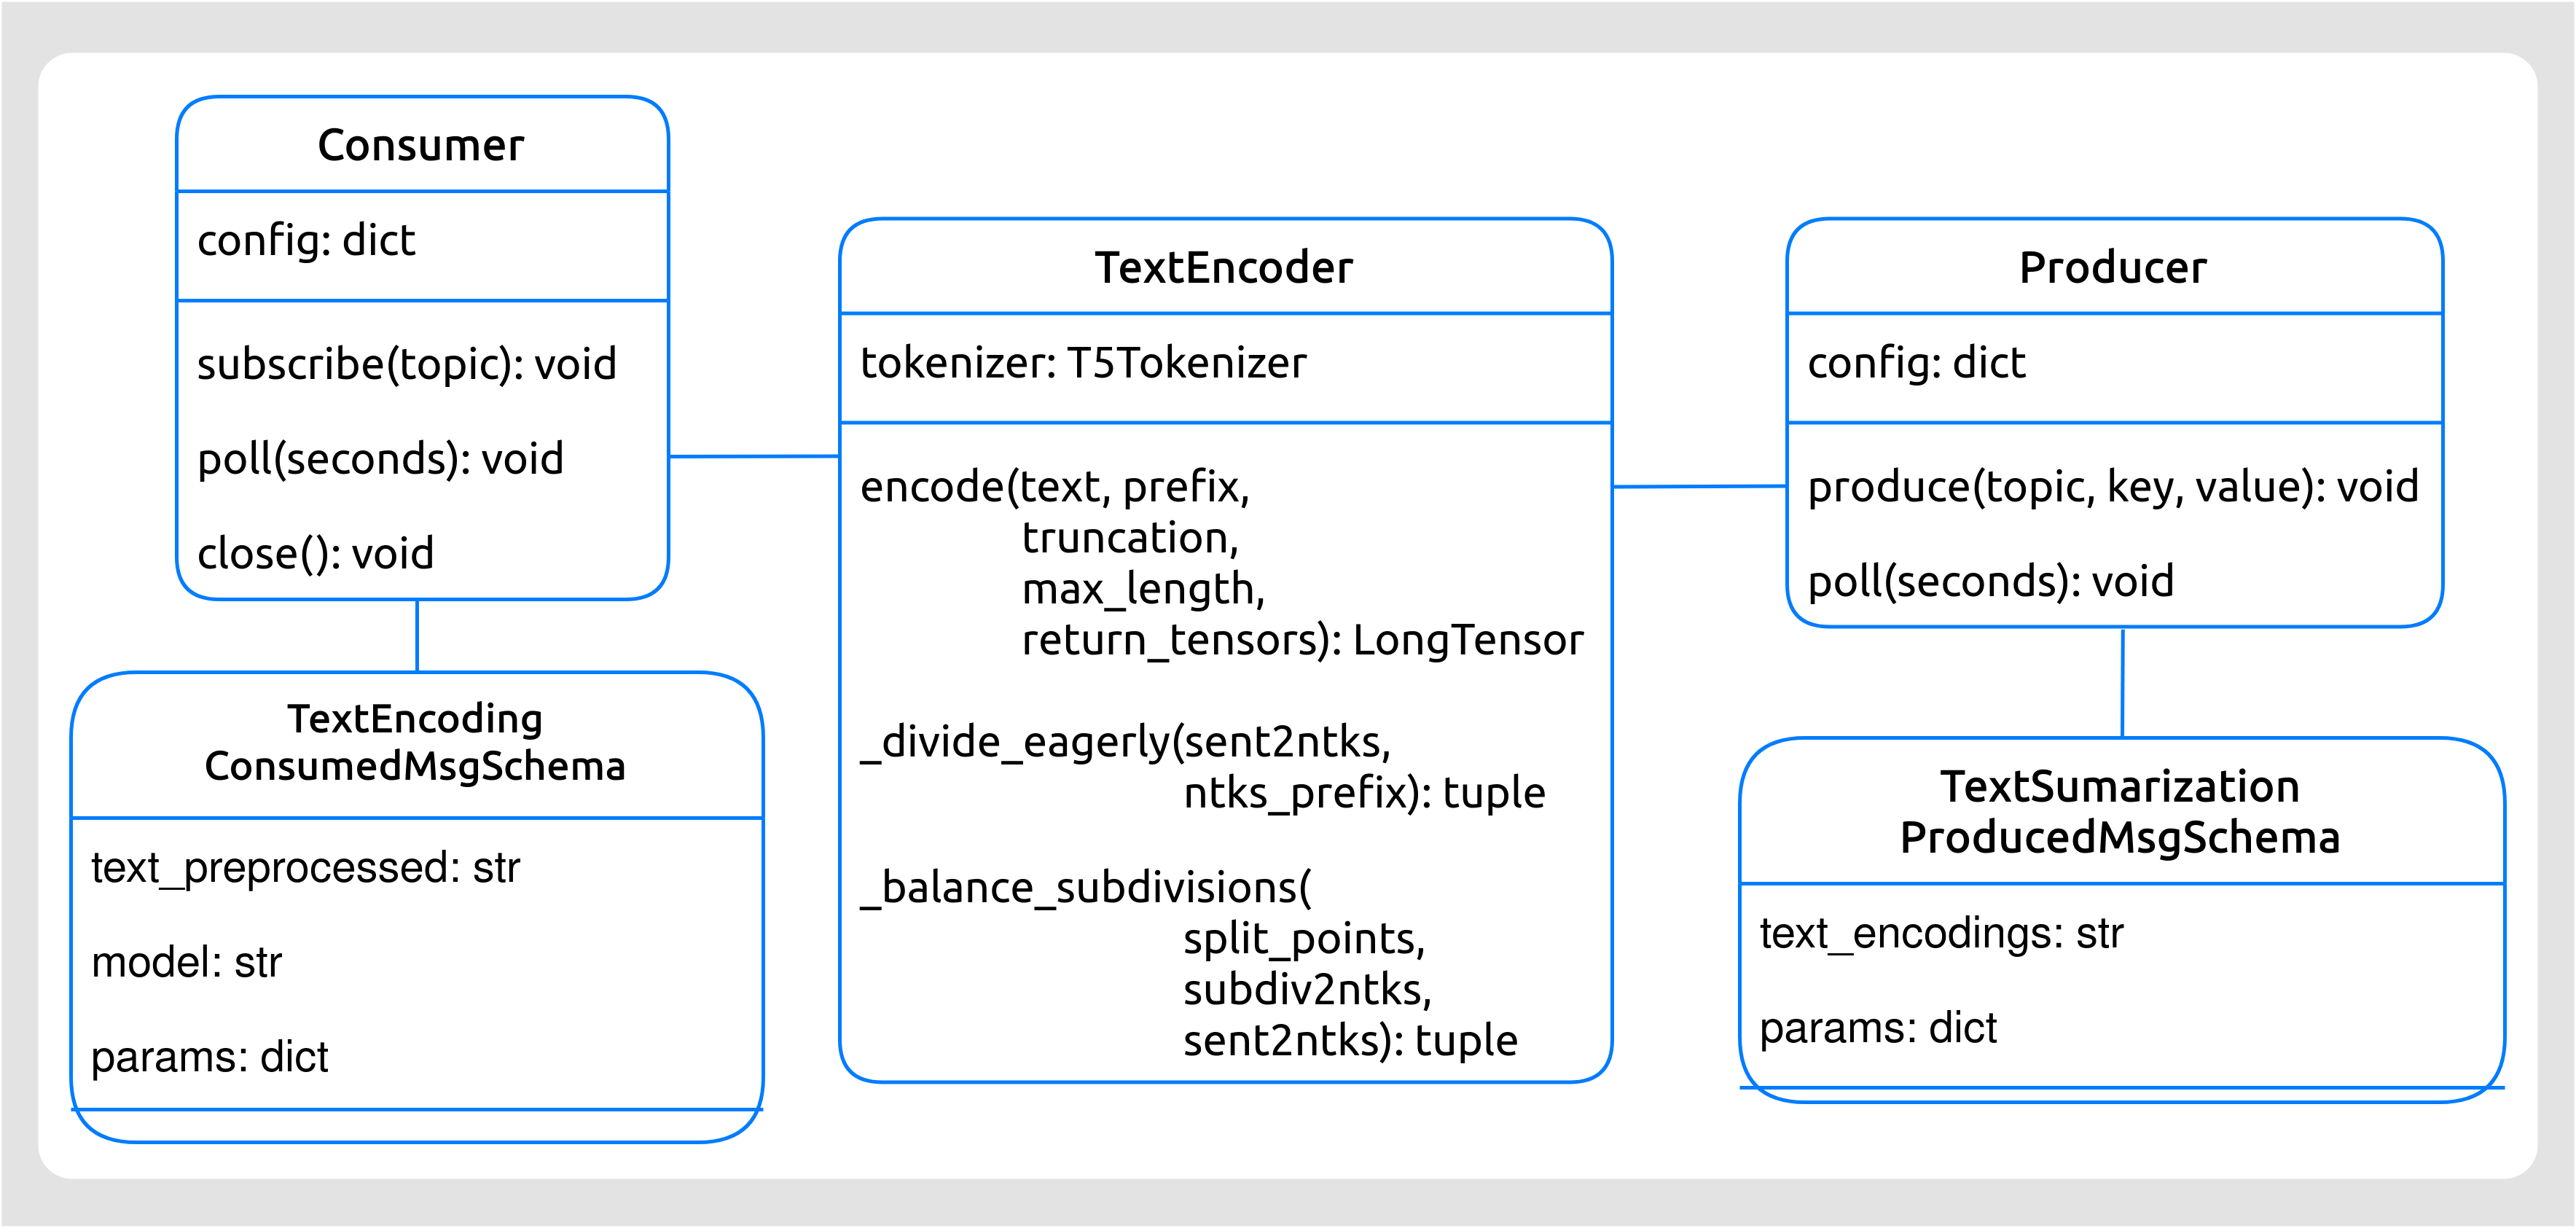 Consumer
config: dict
subscribe(topic): void
poll(seconds): void
close(): void
TextEncoding
ConsumedMsgSchema
text_preprocessed: str
model: str
params: dict
TextEncoder
tokenizer: T5Tokenizer
encode(text, prefix,
truncation,
max_length,
return_tensors): LongTensor
_divide_eagerly(sent2ntks,
ntks_prefix): tuple
_balance_subdivisions(
split_points,
subdiv2ntks,
sent2ntks): tuple
Producer
config: dict
produce(topic, key, value): void
poll(seconds): void
TextSumarization
ProducedMsgSchema
text_encodings: str
params: dict